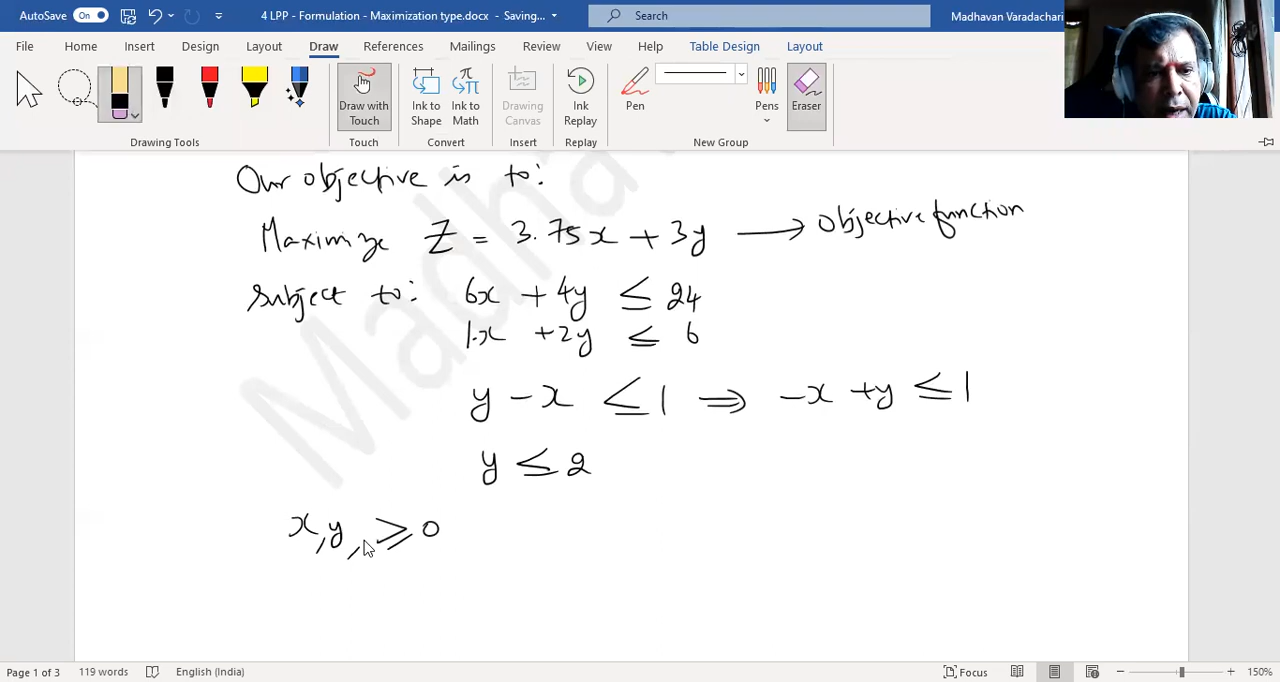 AutoSave On 4 LPP - Formulation - Maximization type.docx - Saving... Search Madhavan Varadachari
File Home Insert Design Layout Draw References Mailings Review View Help Table Design Layout
Draw with Touch Ink to Shape Ink to Math Drawing Canvas Ink Replay Pen Pens Eraser
Drawing Tools Touch Convert Insert Replay New Group
Our objective is to:
Maximize Z = 3.75x + 3y → Objective function
Subject to: 6x + 4y ≤ 24
1.x + 2y ≤ 6
y - x ≤ 1 ⇒ -x + y ≤ 1
y ≤ 2
x, y, ≥ 0
Madha
Page 1 of 3 119 words English (India) Focus 150%